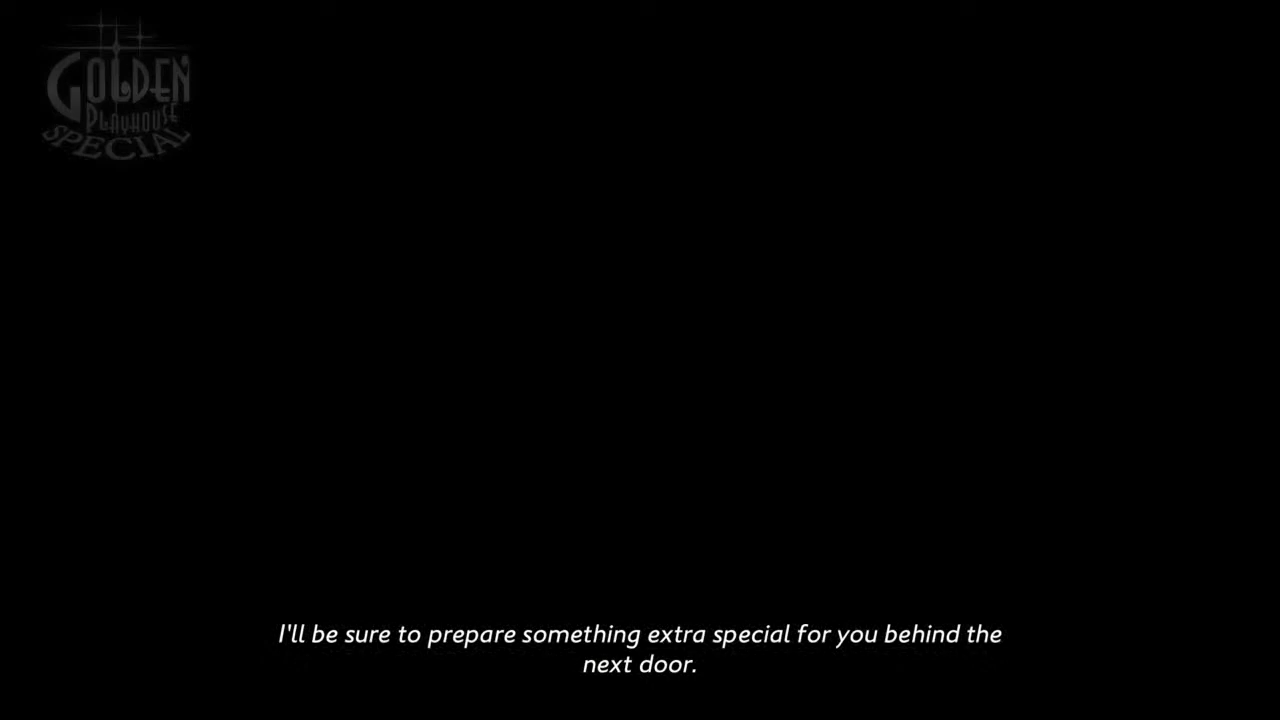 GOLDEN
PLAYHOUSE
SPECIAL
I'll be sure to prepare something extra special for you behind the
next door.